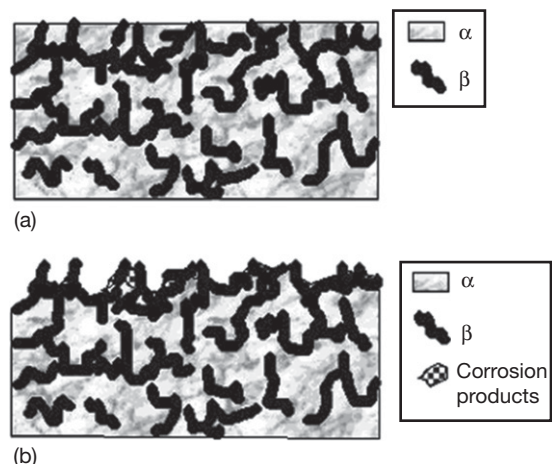 α
β
(a)
α
β
Corrosion
products
(b)